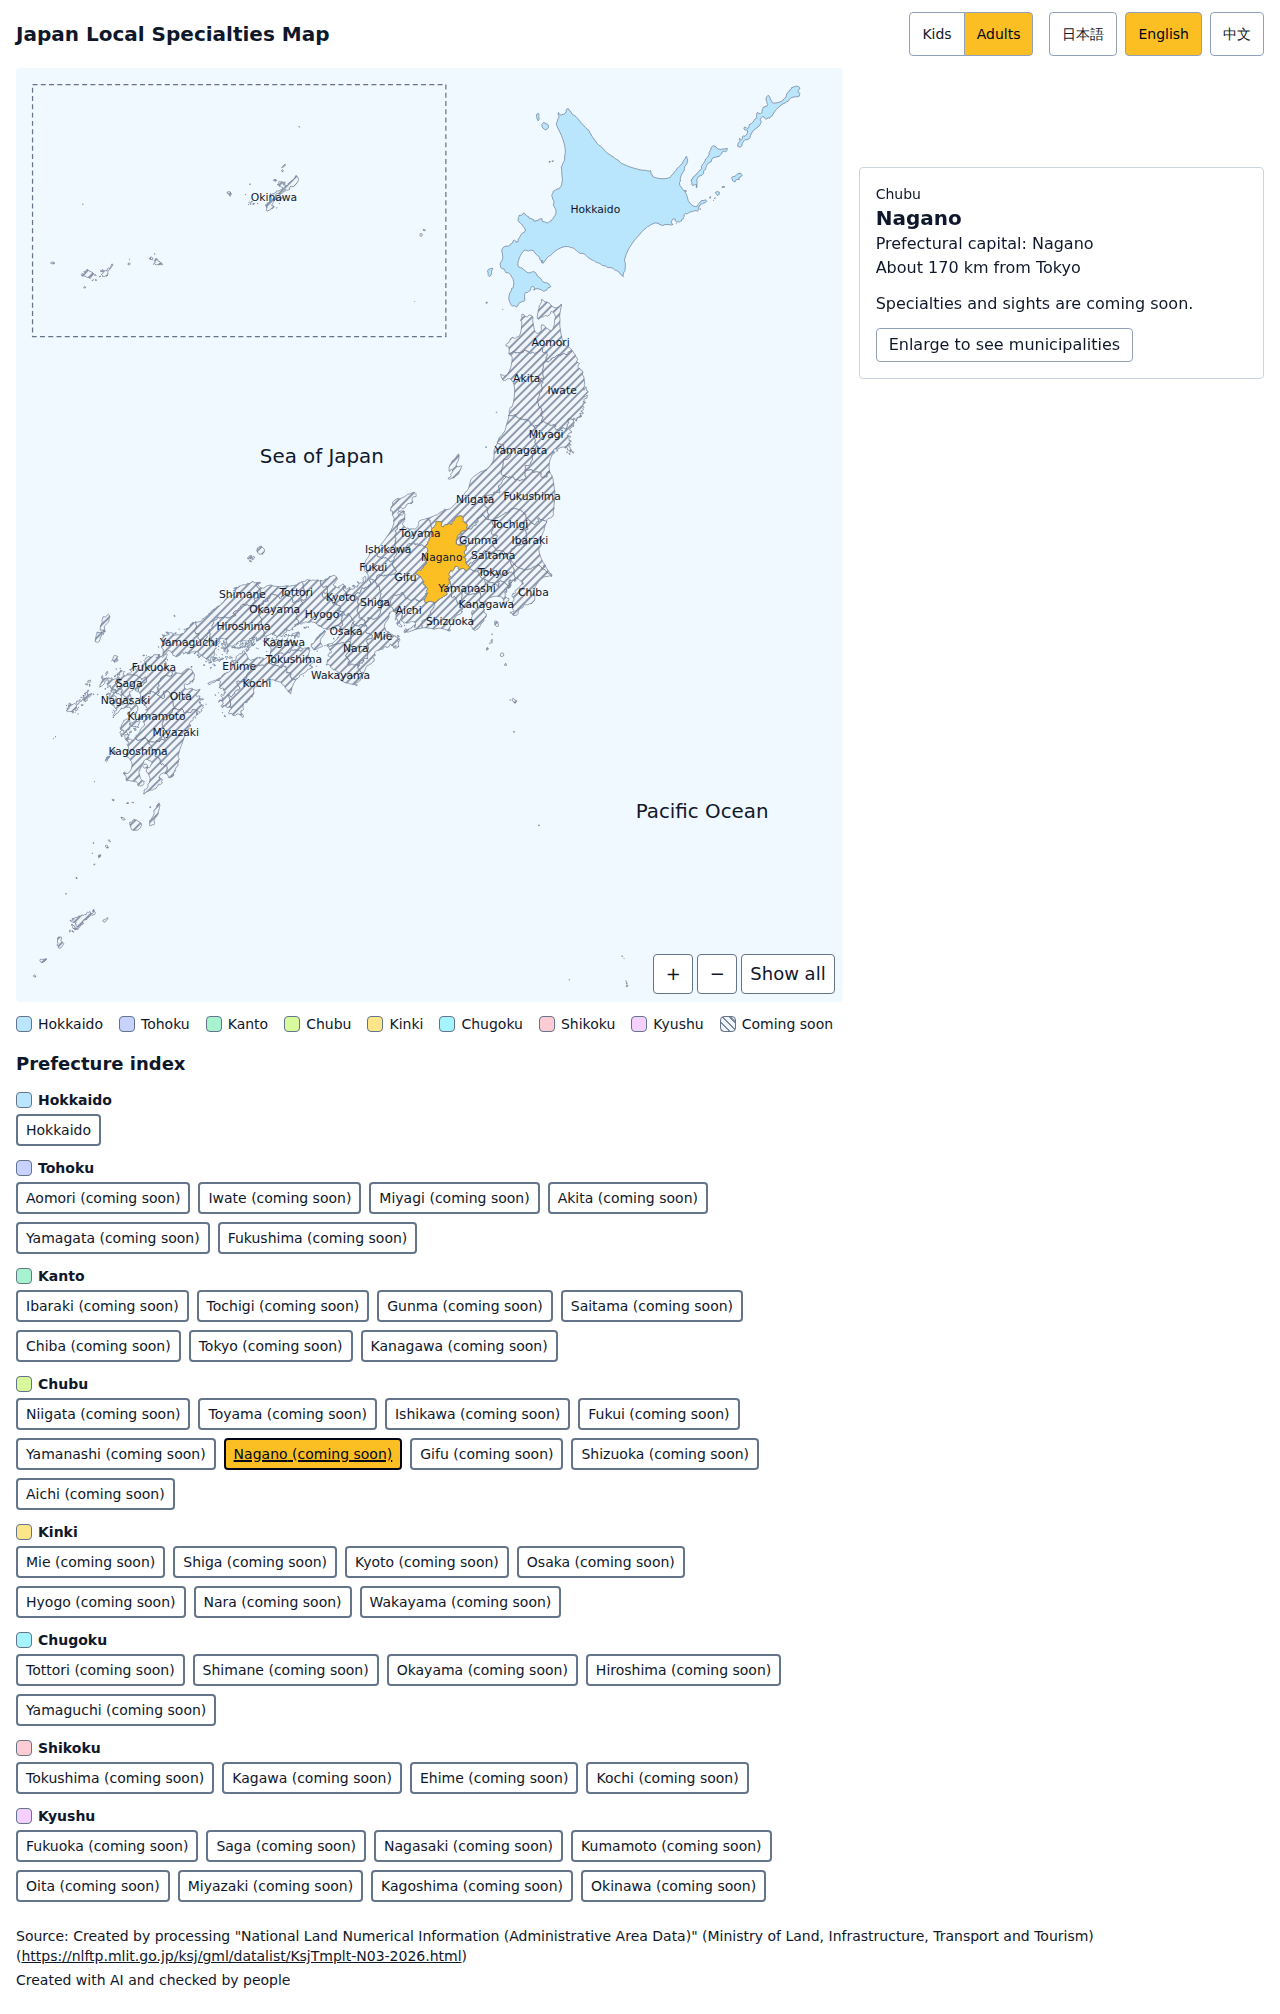 Japan Local Specialties Map
Kids Adults 日本語 English 中文
Okinawa
Hokkaido
Chubu
Nagano
Prefectural capital: Nagano
About 170 km from Tokyo
Specialties and sights are coming soon.
Enlarge to see municipalities
Aomori
Akita
Iwate
Miyagi
Yamagata
Sea of Japan
Niigata Fukushima
Tochigi
Toyama
Gunma Ibaraki
Ishikawa
Nagano Saitama
Fukui
Gifu
Tokyo
Yamanashi
Chiba
Shimane Tottori Kyoto Shiga
Kanagawa
Okayama Hyogo Aichi
Shizuoka
Hiroshima Osaka Mie
Yamaguchi Kagawa Nara
Tokushima
Fukuoka Ehime
Wakayama
Saga Kochi
Nagasaki Oita
Kumamoto
Miyazaki
Kagoshima
Pacific Ocean
+ − Show all
Hokkaido Tohoku Kanto Chubu Kinki Chugoku Shikoku Kyushu Coming soon
Prefecture index
Hokkaido
Hokkaido
Tohoku
Aomori (coming soon) Iwate (coming soon) Miyagi (coming soon) Akita (coming soon)
Yamagata (coming soon) Fukushima (coming soon)
Kanto
Ibaraki (coming soon) Tochigi (coming soon) Gunma (coming soon) Saitama (coming soon)
Chiba (coming soon) Tokyo (coming soon) Kanagawa (coming soon)
Chubu
Niigata (coming soon) Toyama (coming soon) Ishikawa (coming soon) Fukui (coming soon)
Yamanashi (coming soon) Nagano (coming soon) Gifu (coming soon) Shizuoka (coming soon)
Aichi (coming soon)
Kinki
Mie (coming soon) Shiga (coming soon) Kyoto (coming soon) Osaka (coming soon)
Hyogo (coming soon) Nara (coming soon) Wakayama (coming soon)
Chugoku
Tottori (coming soon) Shimane (coming soon) Okayama (coming soon) Hiroshima (coming soon)
Yamaguchi (coming soon)
Shikoku
Tokushima (coming soon) Kagawa (coming soon) Ehime (coming soon) Kochi (coming soon)
Kyushu
Fukuoka (coming soon) Saga (coming soon) Nagasaki (coming soon) Kumamoto (coming soon)
Oita (coming soon) Miyazaki (coming soon) Kagoshima (coming soon) Okinawa (coming soon)
Source: Created by processing "National Land Numerical Information (Administrative Area Data)" (Ministry of Land, Infrastructure, Transport and Tourism)
(https://nlftp.mlit.go.jp/ksj/gml/datalist/KsjTmplt-N03-2026.html)
Created with AI and checked by people